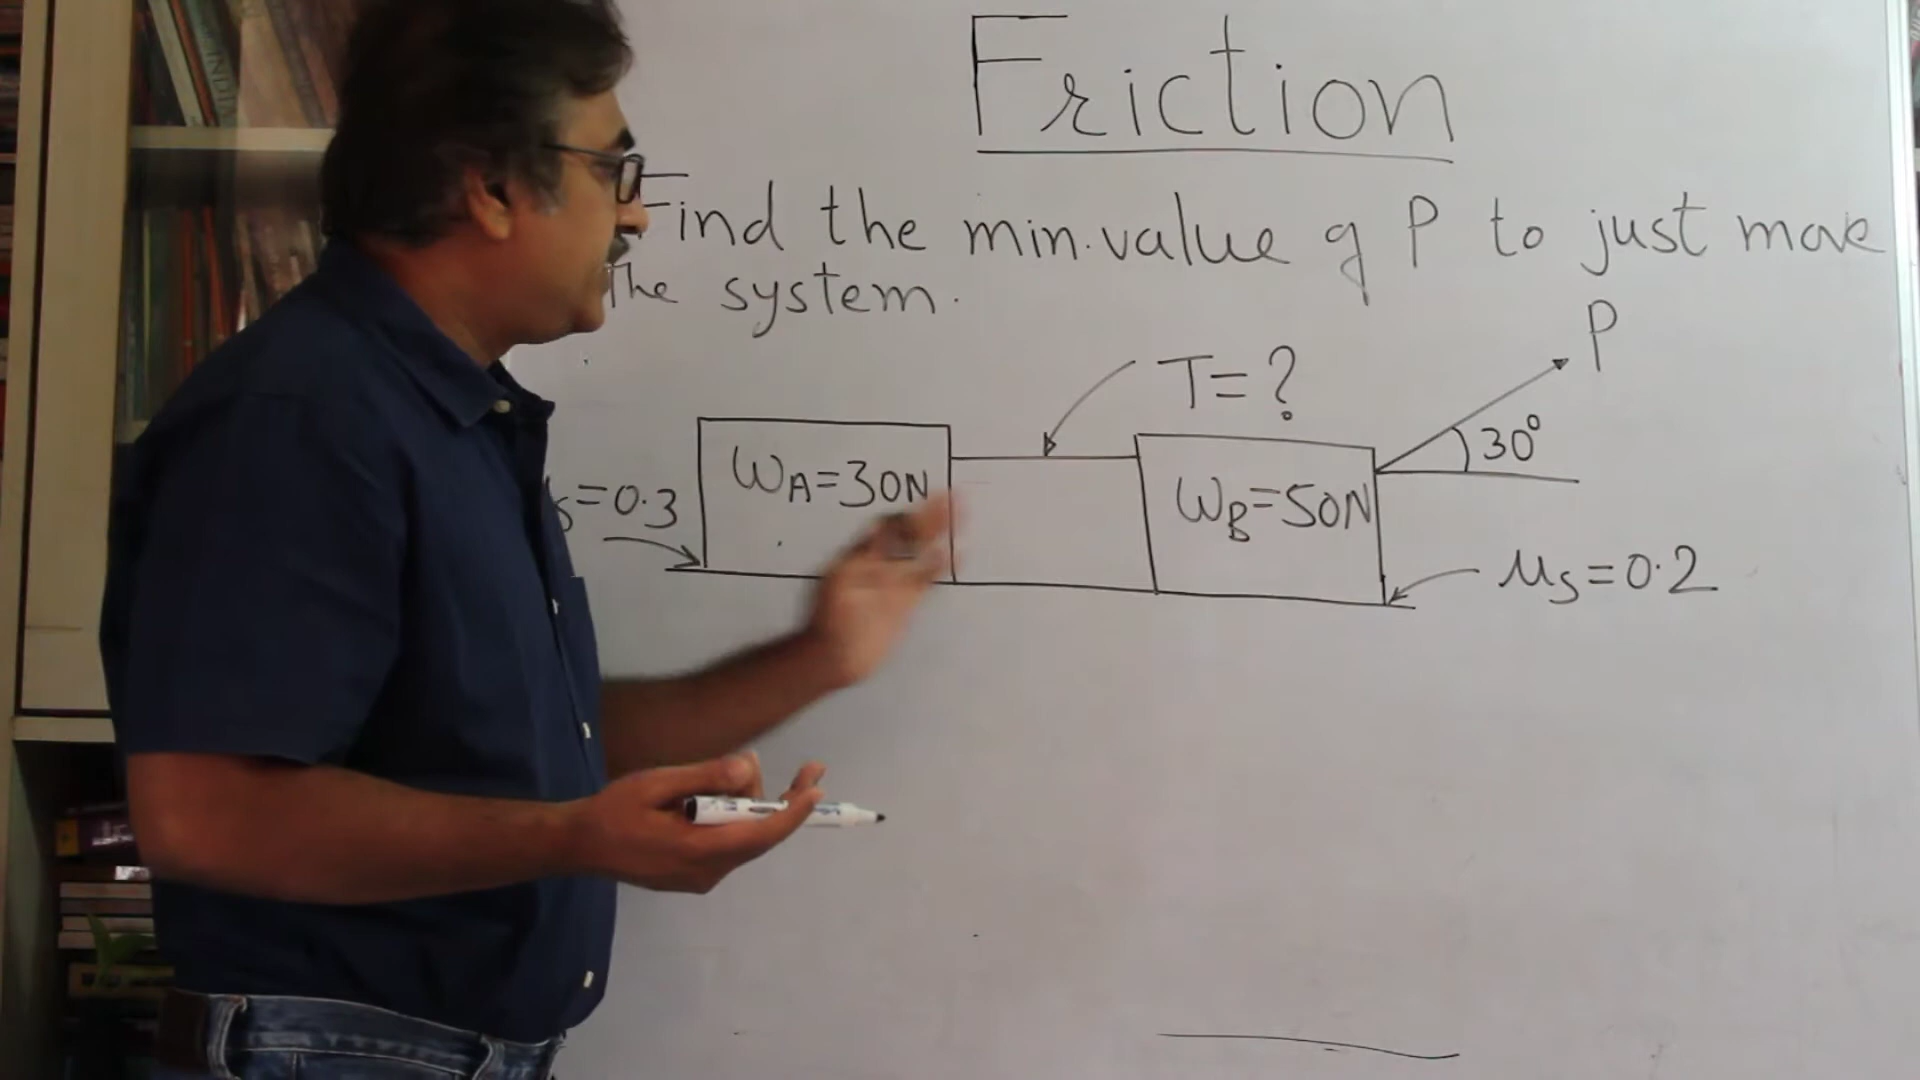 Friction
Find the min.value of P to just move
The system.
P
T=?
30°
WA=30N
WB=50N
s=0.3
μs=0.2
INDIA